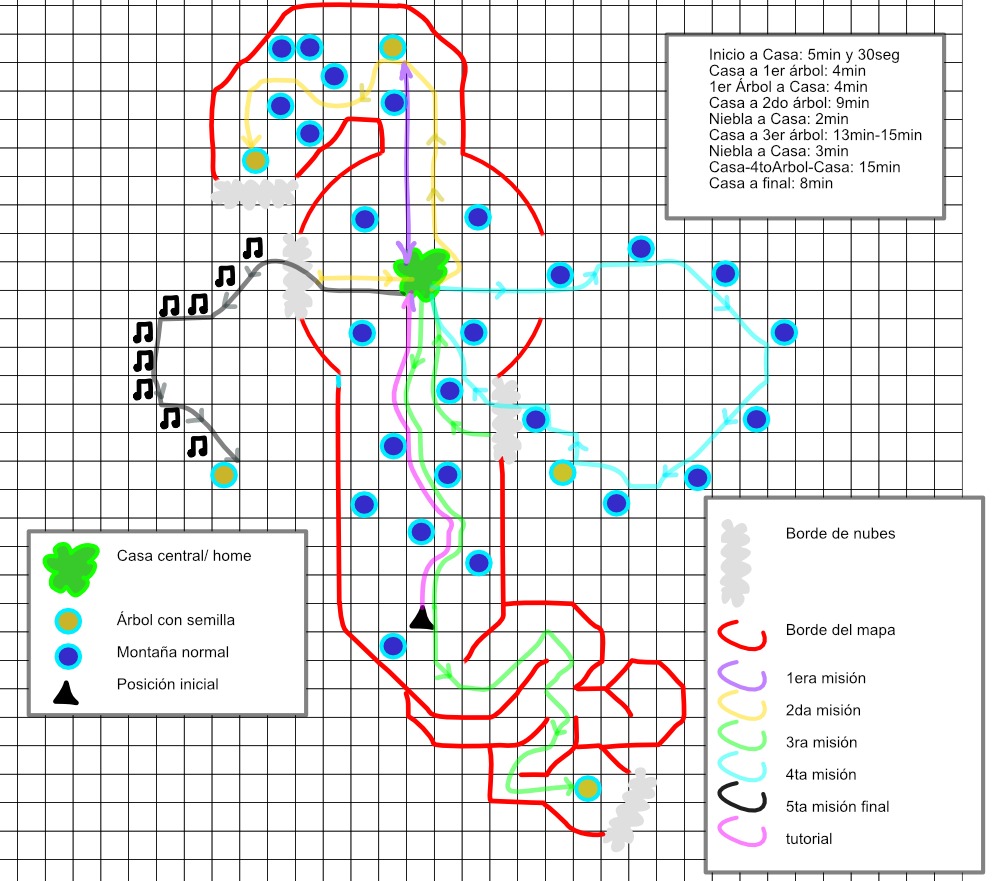 Inicio a Casa: 5min y 30seg
Casa a 1er árbol: 4min
1er Árbol a Casa: 4min
Casa a 2do árbol: 9min
Niebla a Casa: 2min
Casa a 3er árbol: 13min-15min
Niebla a Casa: 3min
Casa-4toArbol-Casa: 15min
Casa a final: 8min
Casa central/ home
Árbol con semilla
Montaña normal
Posición inicial
Borde de nubes
Borde del mapa
1era misión
2da misión
3ra misión
4ta misión
5ta misión final
tutorial